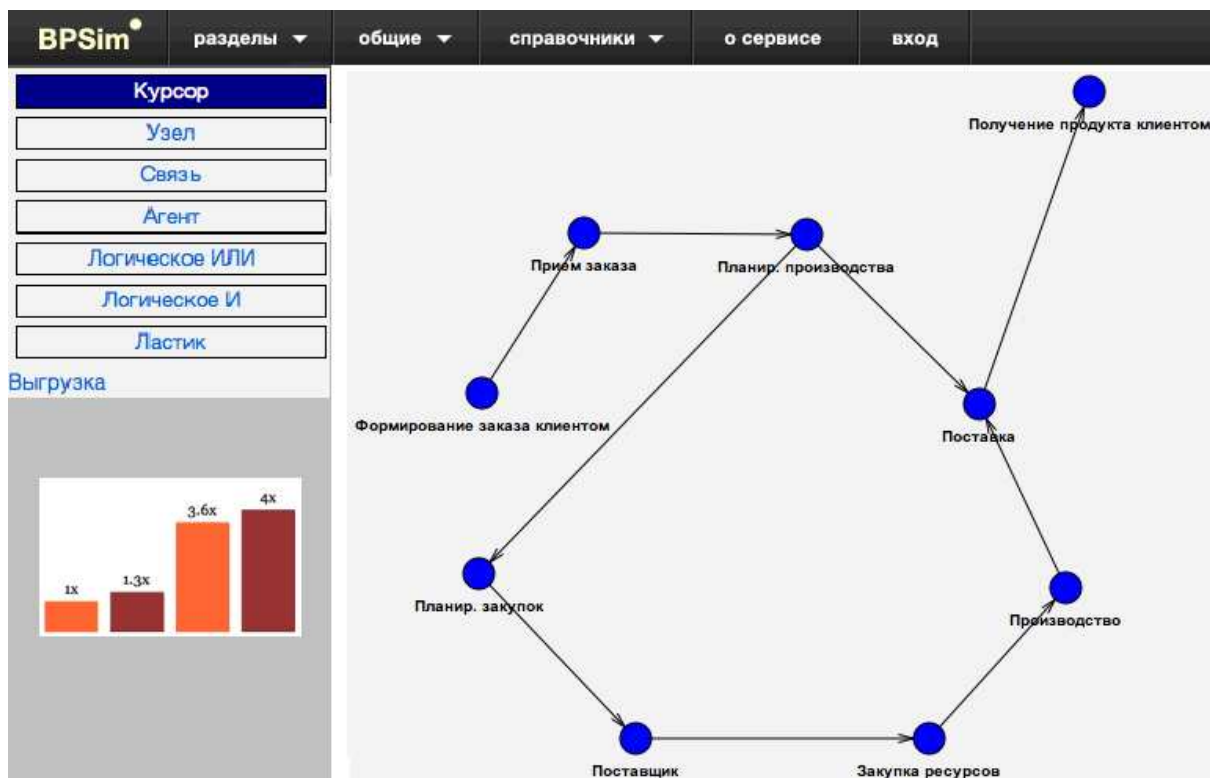 BPSim
разделы
общие
справочники
о сервисе
вход
Курсор
Узел
Связь
Агент
Логическое ИЛИ
Логическое И
Ластик
Выгрузка
1x
1.3x
3.6x
4x
Получение продукта клиентом
Приём заказа
Планир. производства
Формирование заказа клиентом
Поставка
Планир. закупок
Производство
Поставщик
Закупка ресурсов